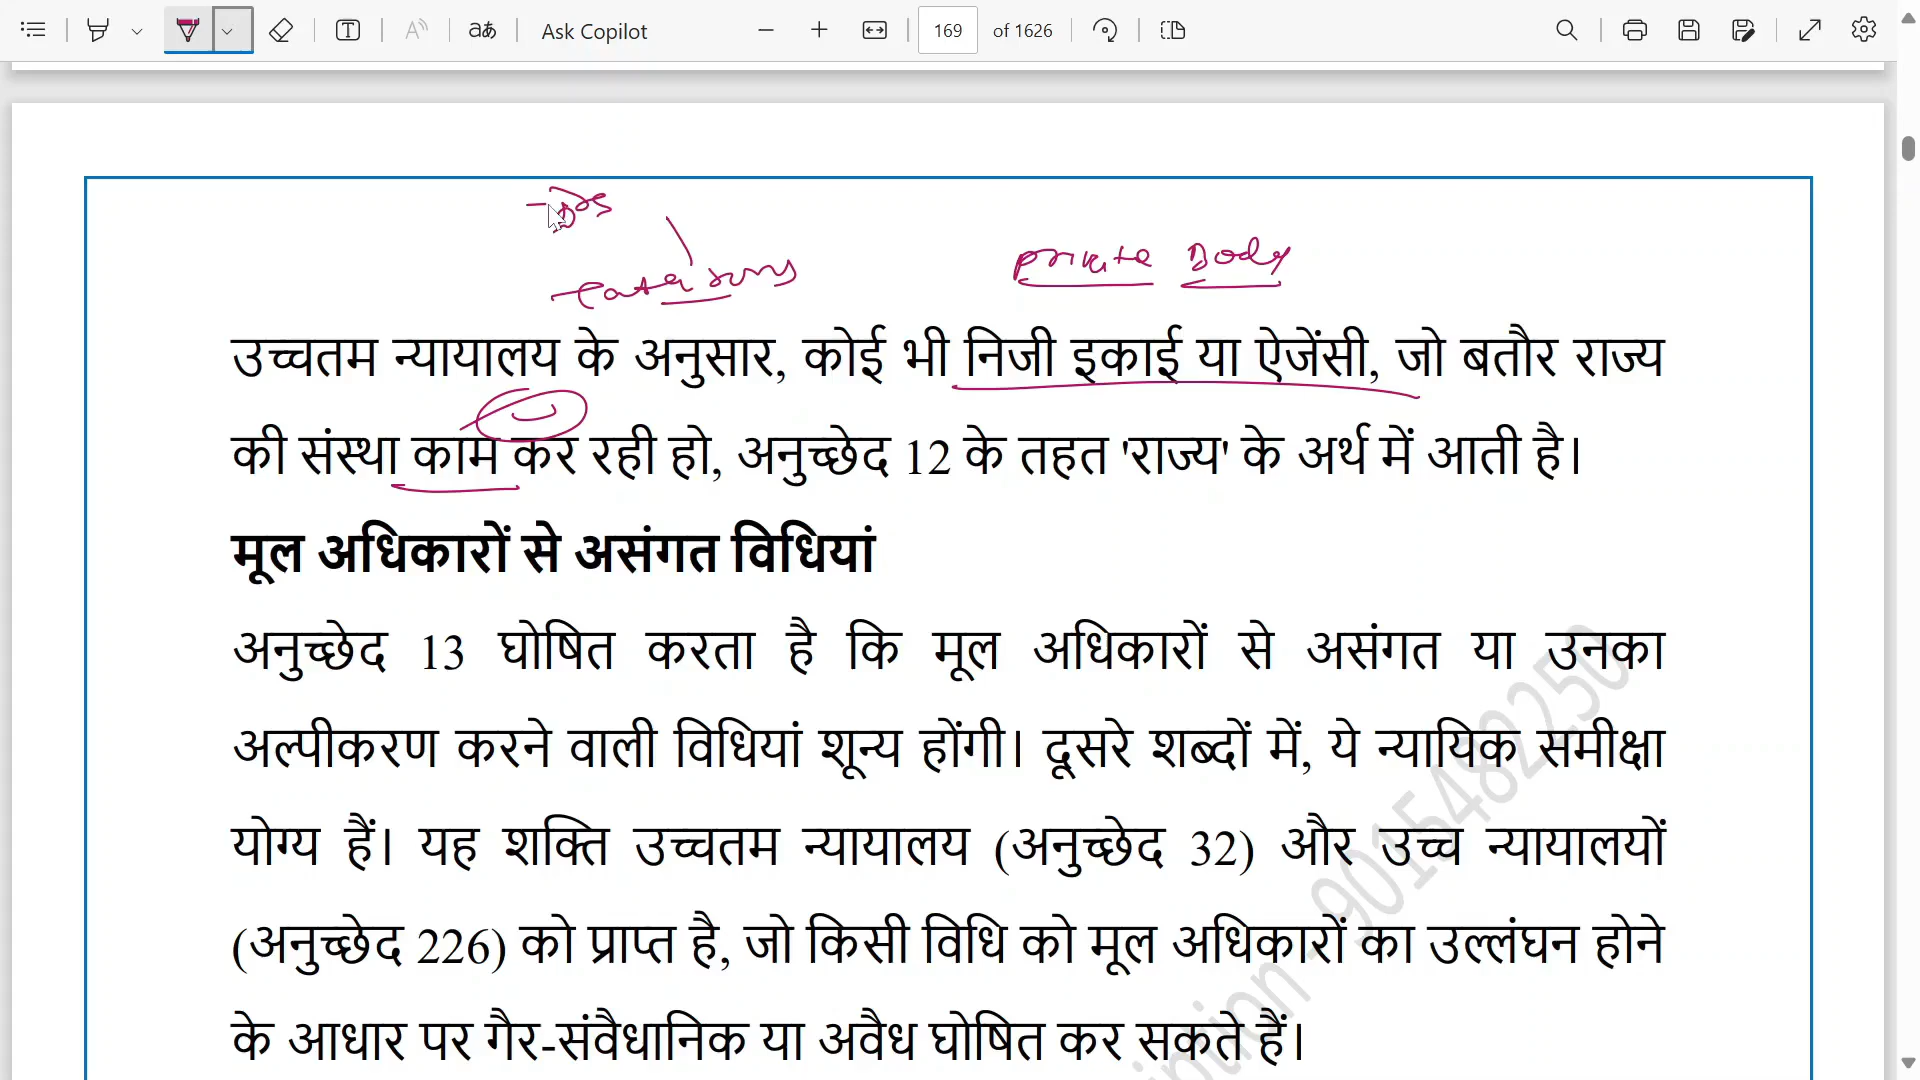 Ask Copilot
169 of 1626
Private Body
उच्चतम न्यायालय के अनुसार, कोई भी निजी इकाई या ऐजेंसी, जो बतौर राज्य
की संस्था काम कर रही हो, अनुच्छेद 12 के तहत 'राज्य' के अर्थ में आती है।
मूल अधिकारों से असंगत विधियां
अनुच्छेद 13 घोषित करता है कि मूल अधिकारों से असंगत या उनका
अल्पीकरण करने वाली विधियां शून्य होंगी। दूसरे शब्दों में, ये न्यायिक समीक्षा
योग्य हैं। यह शक्ति उच्चतम न्यायालय (अनुच्छेद 32) और उच्च न्यायालयों
(अनुच्छेद 226) को प्राप्त है, जो किसी विधि को मूल अधिकारों का उल्लंघन होने
के आधार पर गैर-संवैधानिक या अवैध घोषित कर सकते हैं।
ption - 9015482250